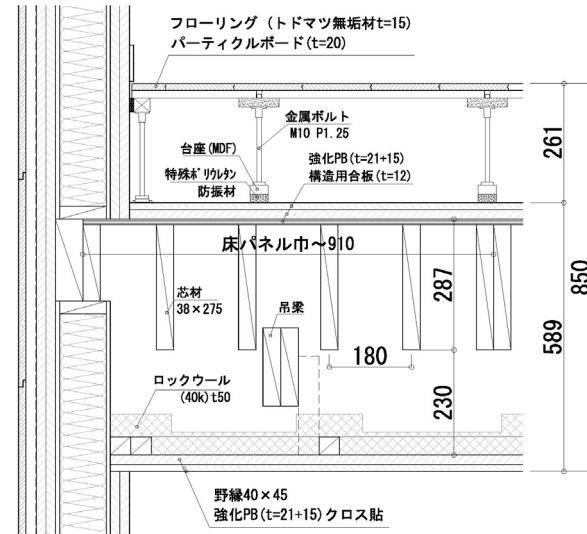 フローリング（トドマツ無垢材t=15）
パーティクルボード(t=20)
金属ボルト
M10 P1.25
台座(MDF)
特殊ﾎﾟﾘｳﾚﾀﾝ
防振材
強化PB(t=21+15)
構造用合板(t=12)
261
床パネル巾～910
芯材
38×275
吊梁
287
850
589
180
230
ロックウール
(40k)t50
野縁40×45
強化PB(t=21+15)クロス貼